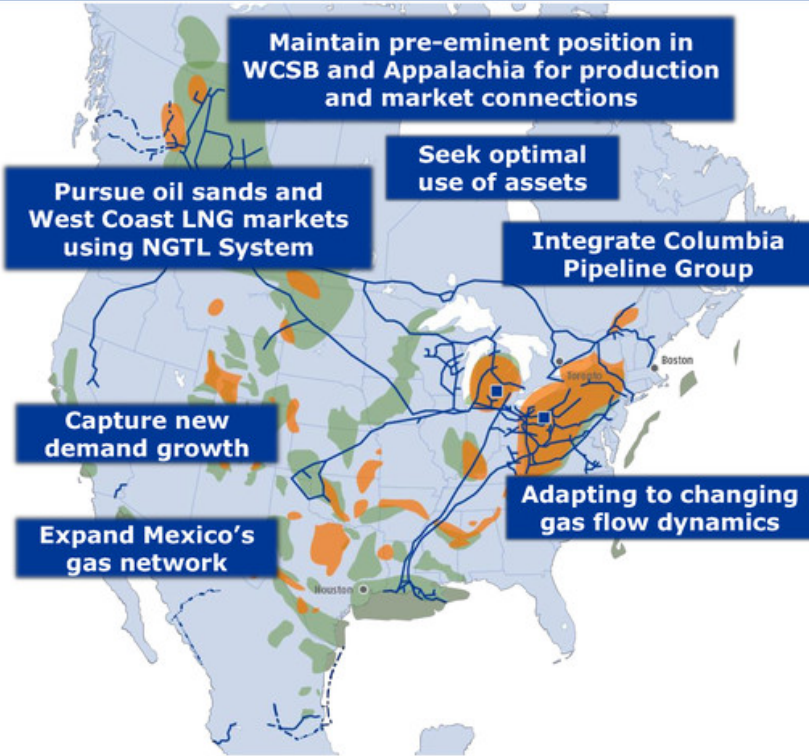 Maintain pre-eminent position in
WCSB and Appalachia for production
and market connections
Seek optimal
use of assets
Pursue oil sands and
West Coast LNG markets
using NGTL System
Integrate Columbia
Pipeline Group
Boston
Toronto
Capture new
demand growth
Adapting to changing
gas flow dynamics
Expand Mexico’s
gas network
Houston